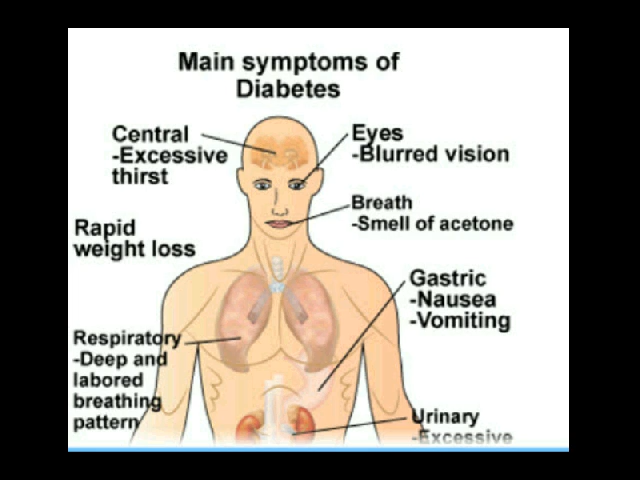 Main symptoms of
Diabetes
Central
-Excessive
thirst
Eyes
-Blurred vision
Breath
-Smell of acetone
Rapid
weight loss
Gastric
-Nausea
-Vomiting
Respiratory
-Deep and
labored
breathing
pattern
Urinary
-Excessive